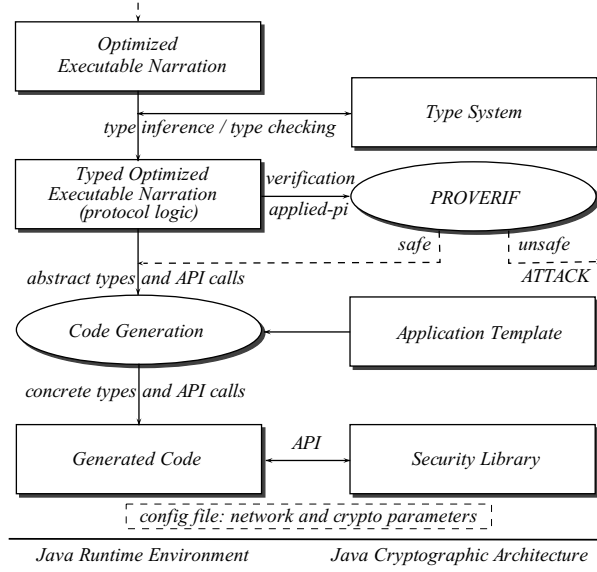 Optimized
Executable Narration
type inference / type checking
Type System
Typed Optimized
Executable Narration
(protocol logic)
verification
applied-pi
PROVERIF
safe
unsafe
ATTACK
abstract types and API calls
Code Generation
Application Template
concrete types and API calls
Generated Code
API
Security Library
config file: network and crypto parameters
Java Runtime Environment
Java Cryptographic Architecture